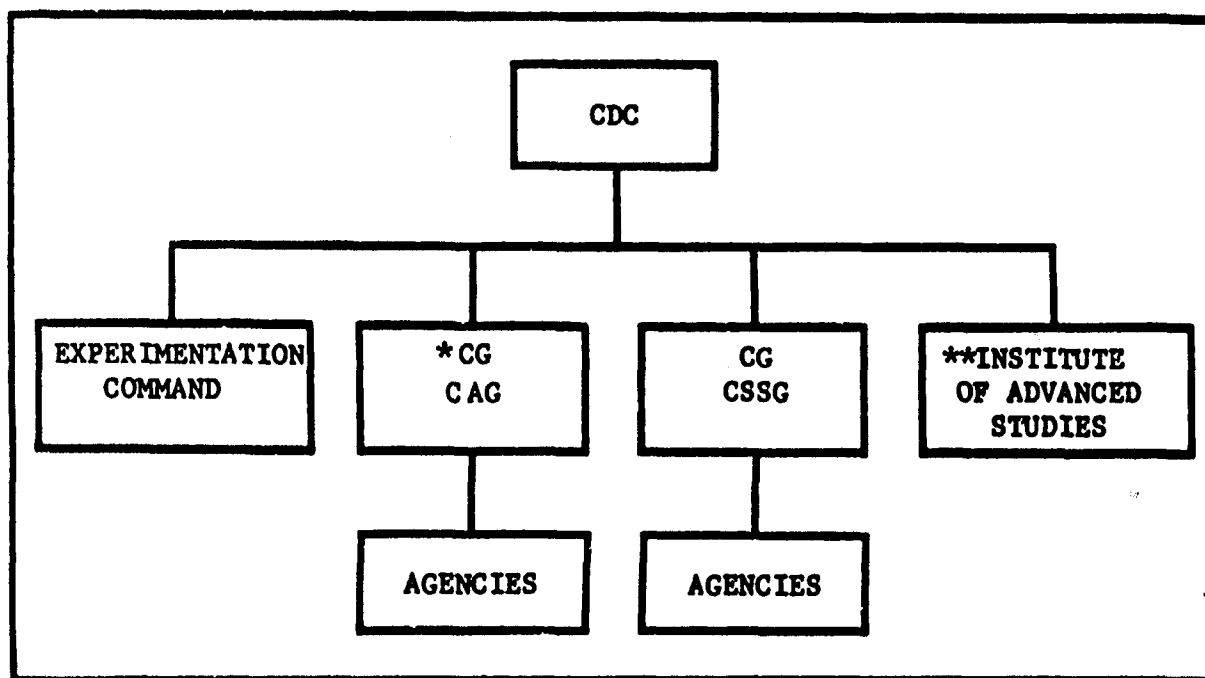 CDC
EXPERIMENTATION
COMMAND
*CG
CAG
CG
CSSG
**INSTITUTE
OF ADVANCED
STUDIES
AGENCIES
AGENCIES